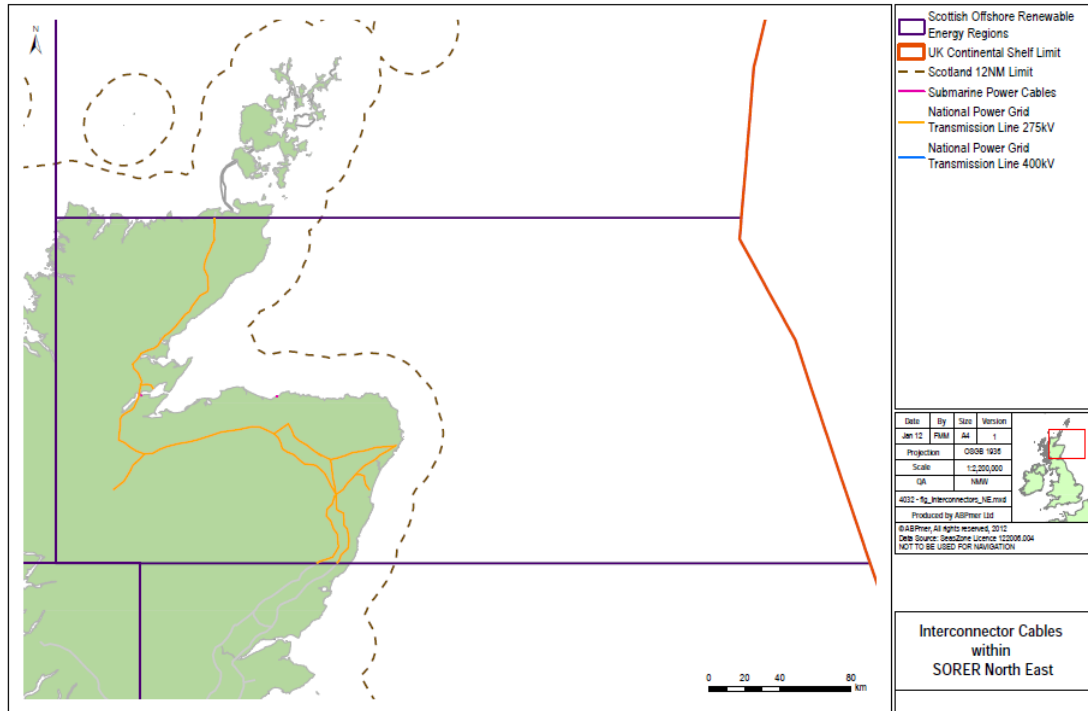 N
Scottish Offshore Renewable
Energy Regions
UK Continental Shelf Limit
Scotland 12NM Limit
Submarine Power Cables
National Power Grid
Transmission Line 275kV
National Power Grid
Transmission Line 400kV
Date By Size Version
Jan 12 FMM A4 1
Projection OSGB 1936
Scale 1:2,200,000
QA NMW
4032 - fig_Interconnectors_NE.mxd
Produced by ABPmer Ltd
©ABPmer, All rights reserved, 2012
Data Source: SeaZone Licence 122006.004
NOT TO BE USED FOR NAVIGATION
0 20 40 60 80
km
Interconnector Cables
within
SORER North East